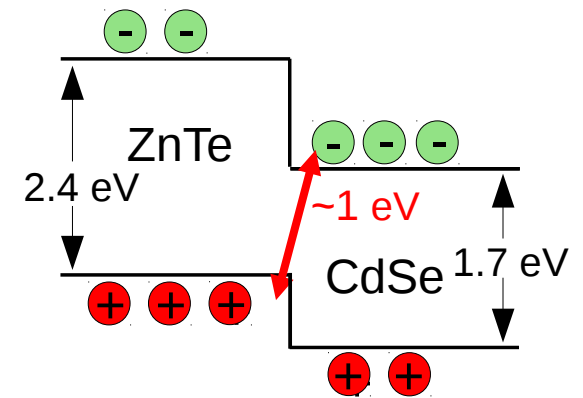 - -
ZnTe
- - -
2.4 eV
~1 eV
CdSe
1.7 eV
+ + +
+ +